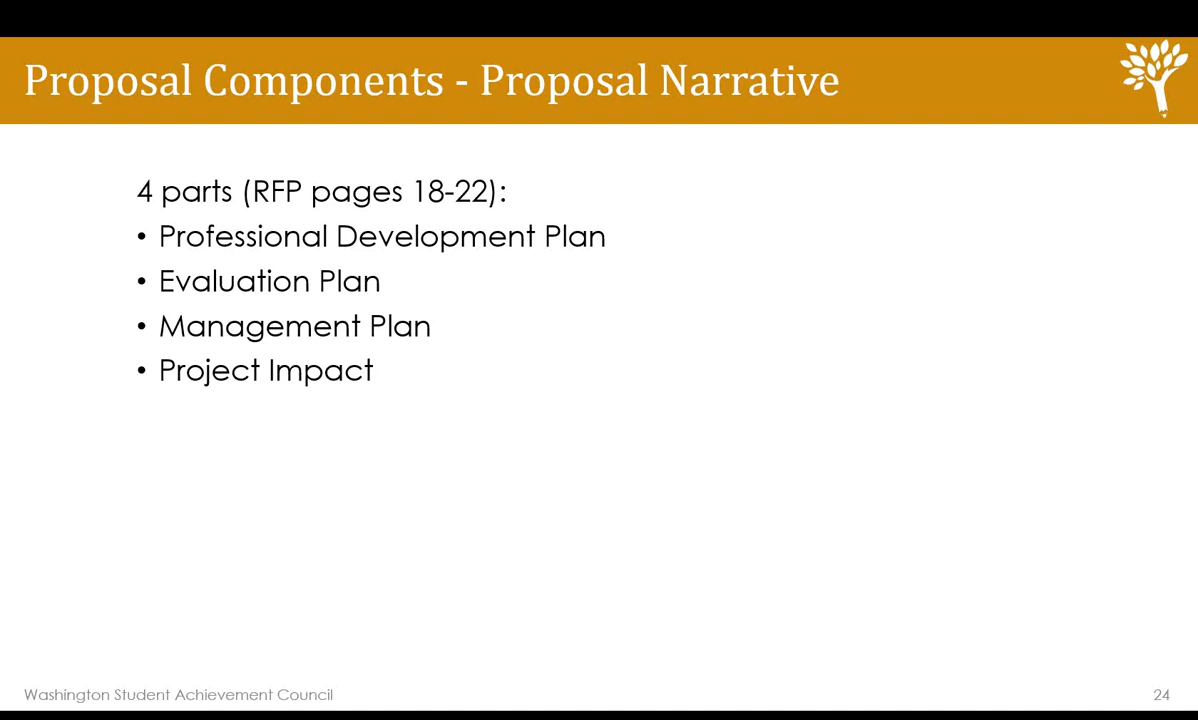 Proposal Components - Proposal Narrative
4 parts (RFP pages 18-22):
• Professional Development Plan
• Evaluation Plan
• Management Plan
• Project Impact
Washington Student Achievement Council
24